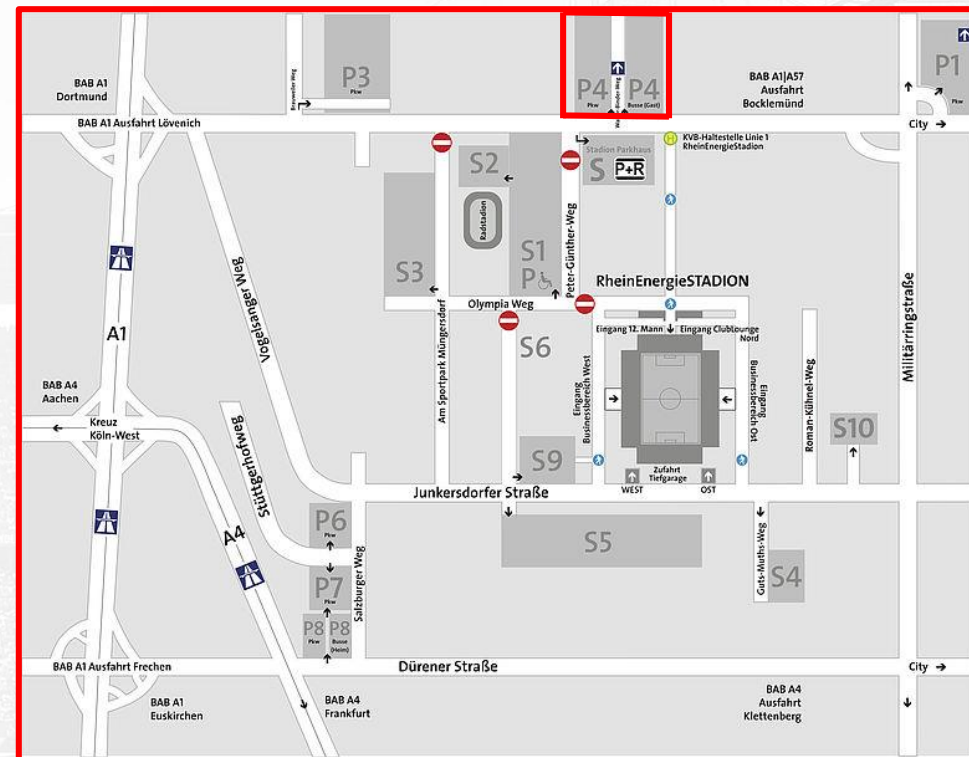 P3
Pkw
Brauweiler Weg
P4
Pkw
P4
Busse (Gast)
P1
Pkw
BAB A1
Dortmund
BAB A1|A57
Ausfahrt
Bocklemünd
BAB A1 Ausfahrt Lövenich
City
H
KVB-Haltestelle Linie 1
RheinEnergieStadion
Stadion Parkhaus
S P+R
S2
Radstadion
S1
P
S3
Peter-Günther-Weg
Vogelsanger Weg
Am Sportpark Müngersdorf
Olympia Weg
RheinEnergieSTADION
Eingang 12. Mann
Eingang ClubLounge
Nord
Militärringstraße
A1
S6
Eingang
Businessbereich West
Eingang
Businessbereich Ost
Roman-Kühnel-Weg
S10
BAB A4
Aachen
Kreuz
Köln-West
Stüttgerhofweg
S9
Zufahrt
Tiefgarage
WEST
OST
Junkersdorfer Straße
A4
P6
Pkw
S5
Guts-Muths-Weg
S4
Salzburger Weg
P7
Pkw
P8
Pkw
P8
Busse
(Heim)
BAB A1 Ausfahrt Frechen
Dürener Straße
City
BAB A1
Euskirchen
BAB A4
Frankfurt
BAB A4
Ausfahrt
Klettenberg